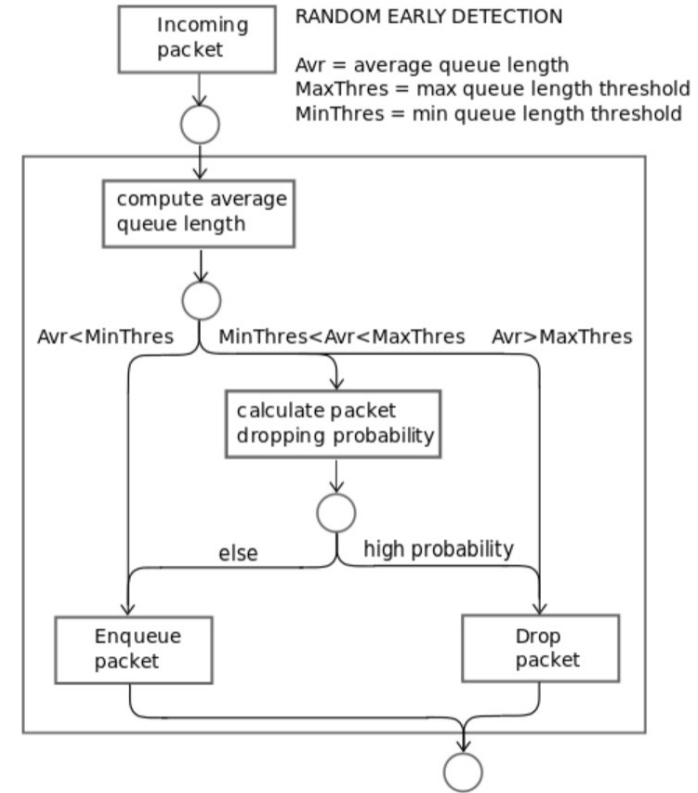 Incoming
packet
RANDOM EARLY DETECTION
Avr = average queue length
MaxThres = max queue length threshold
MinThres = min queue length threshold
compute average
queue length
Avr<MinThres
MinThres<Avr<MaxThres
Avr>MaxThres
calculate packet
dropping probability
else
high probability
Enqueue
packet
Drop
packet